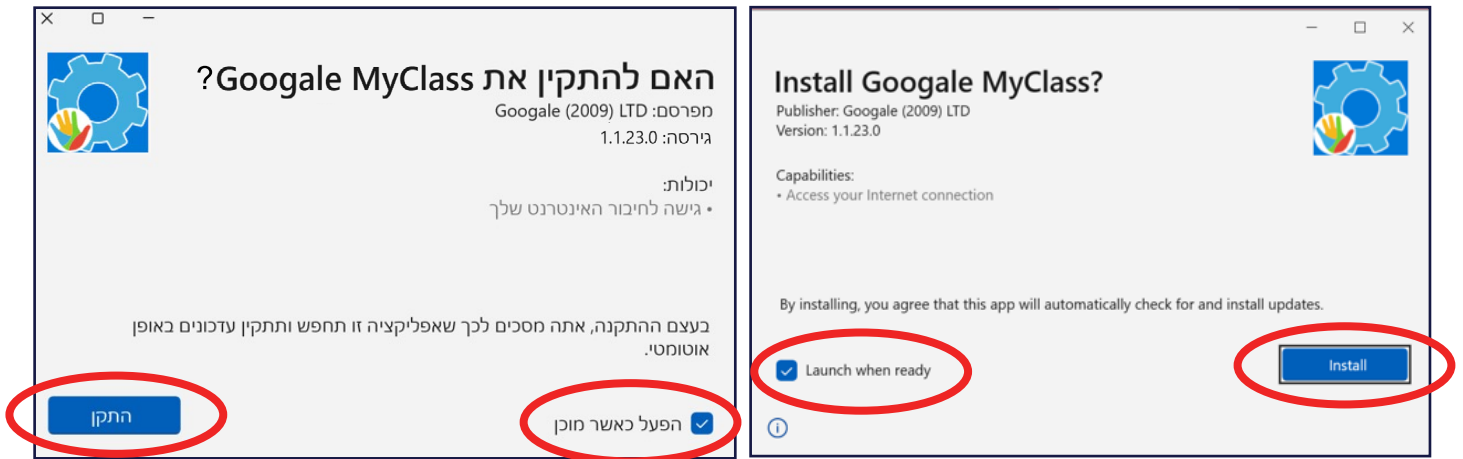 האם להתקין את Googale MyClass?
מפרסם: Googale (2009) LTD
גירסה: 1.1.23.0
יכולות:
• גישה לחיבור האינטרנט שלך
בעצם ההתקנה, אתה מסכים לכך שאפליקציה זו תחפש ותתקין עדכונים באופן
אוטומטי.
הפעל כאשר מוכן
התקן
Install Googale MyClass?
Publisher: Googale (2009) LTD
Version: 1.1.23.0
Capabilities:
• Access your Internet connection
By installing, you agree that this app will automatically check for and install updates.
Launch when ready
Install